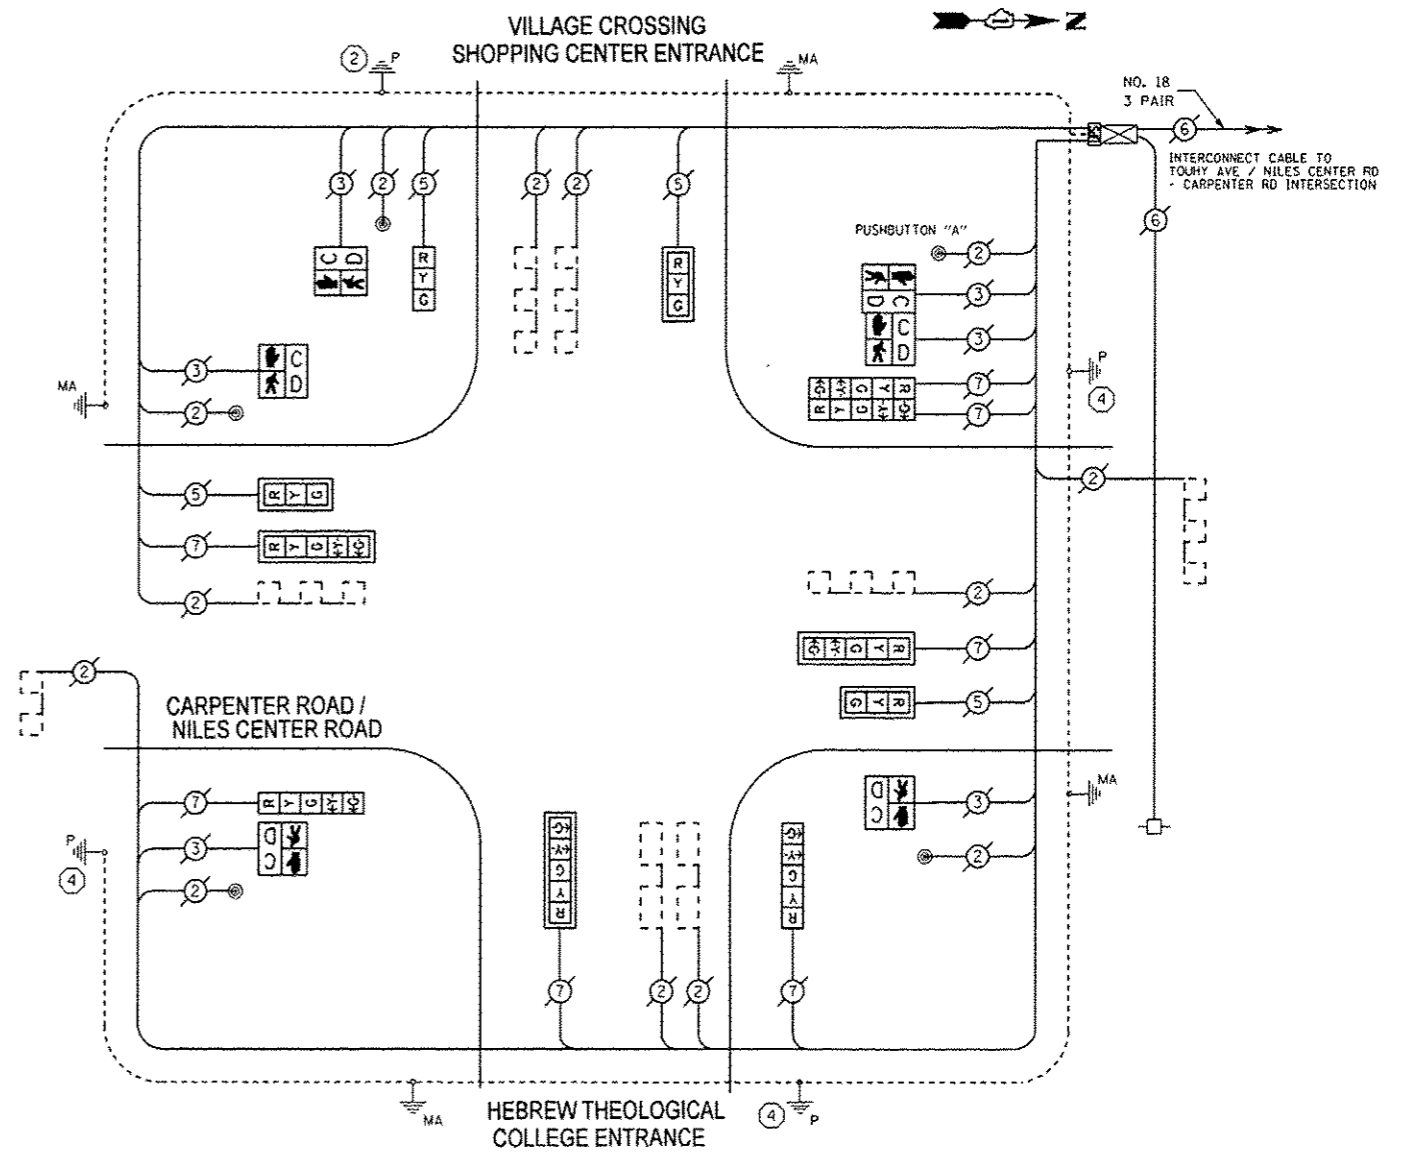 VILLAGE CROSSING
SHOPPING CENTER ENTRANCE
N
2
P
MA
NO. 18
3 PAIR
6
INTERCONNECT CABLE TO
TOUHY AVE / NILES CENTER RD
- CARPENTER RD INTERSECTION
3
2
5
2
2
5
6
PUSHBUTTON "A"
2
C D
R
Y
G
R
Y
G
3
D C
C
D
3
P
4
3
C
D
R Y G Y G
7
R Y G Y G
7
MA
2
2
5
R Y G
7
R Y G Y G
2
2
R Y G Y G
7
2
R Y G
5
CARPENTER ROAD /
NILES CENTER ROAD
7
R Y G Y G
D
C
3
MA
3
D
C
P
4
2
2
G
Y
G
Y
R
G
Y
G
Y
R
7
2
2
7
MA
HEBREW THEOLOGICAL
COLLEGE ENTRANCE
4
P